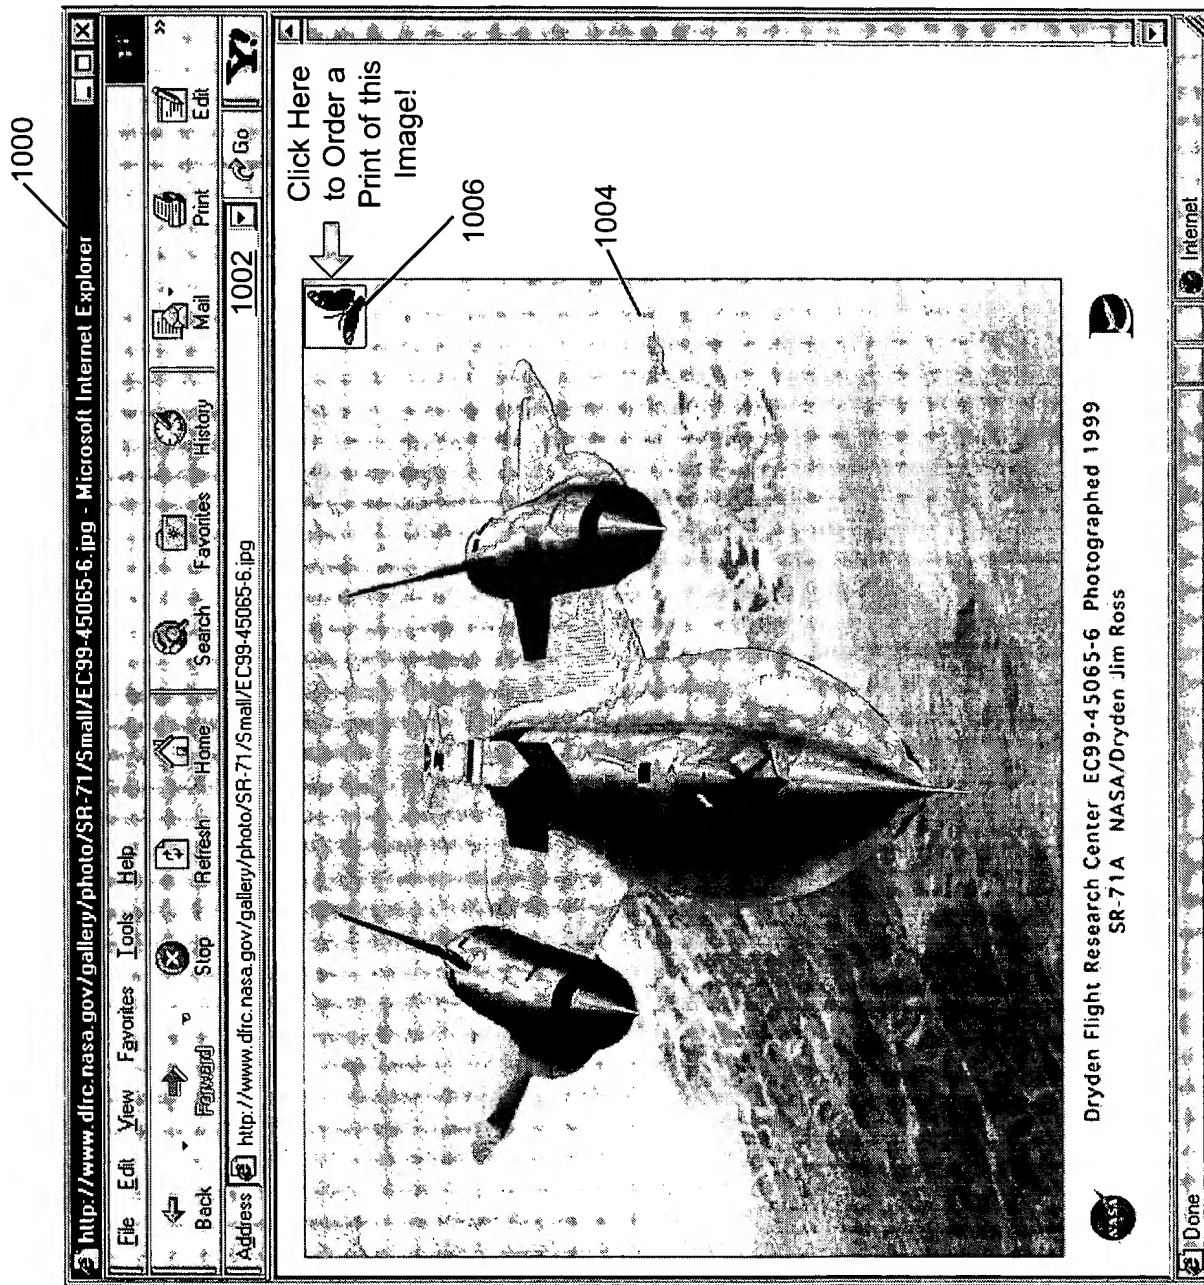 1000
http://www.dfrc.nasa.gov/gallery/photo/SR-71/Small/EC99-45065-6.jpg - Microsoft Internet Explorer
File Edit View Favorites Tools Help
Back Forward Stop Refresh Home Search Favorites History Mail Print Edit
Address http://www.dfrc.nasa.gov/gallery/photo/SR-71/Small/EC99-45065-6.jpg 1002 Go Y!
Click Here
to Order a
Print of this
Image!
1006
1004
NASA
Dryden Flight Research Center EC99-45065-6 Photographed 1999
SR-71A NASA/Dryden Jim Ross
Done Internet